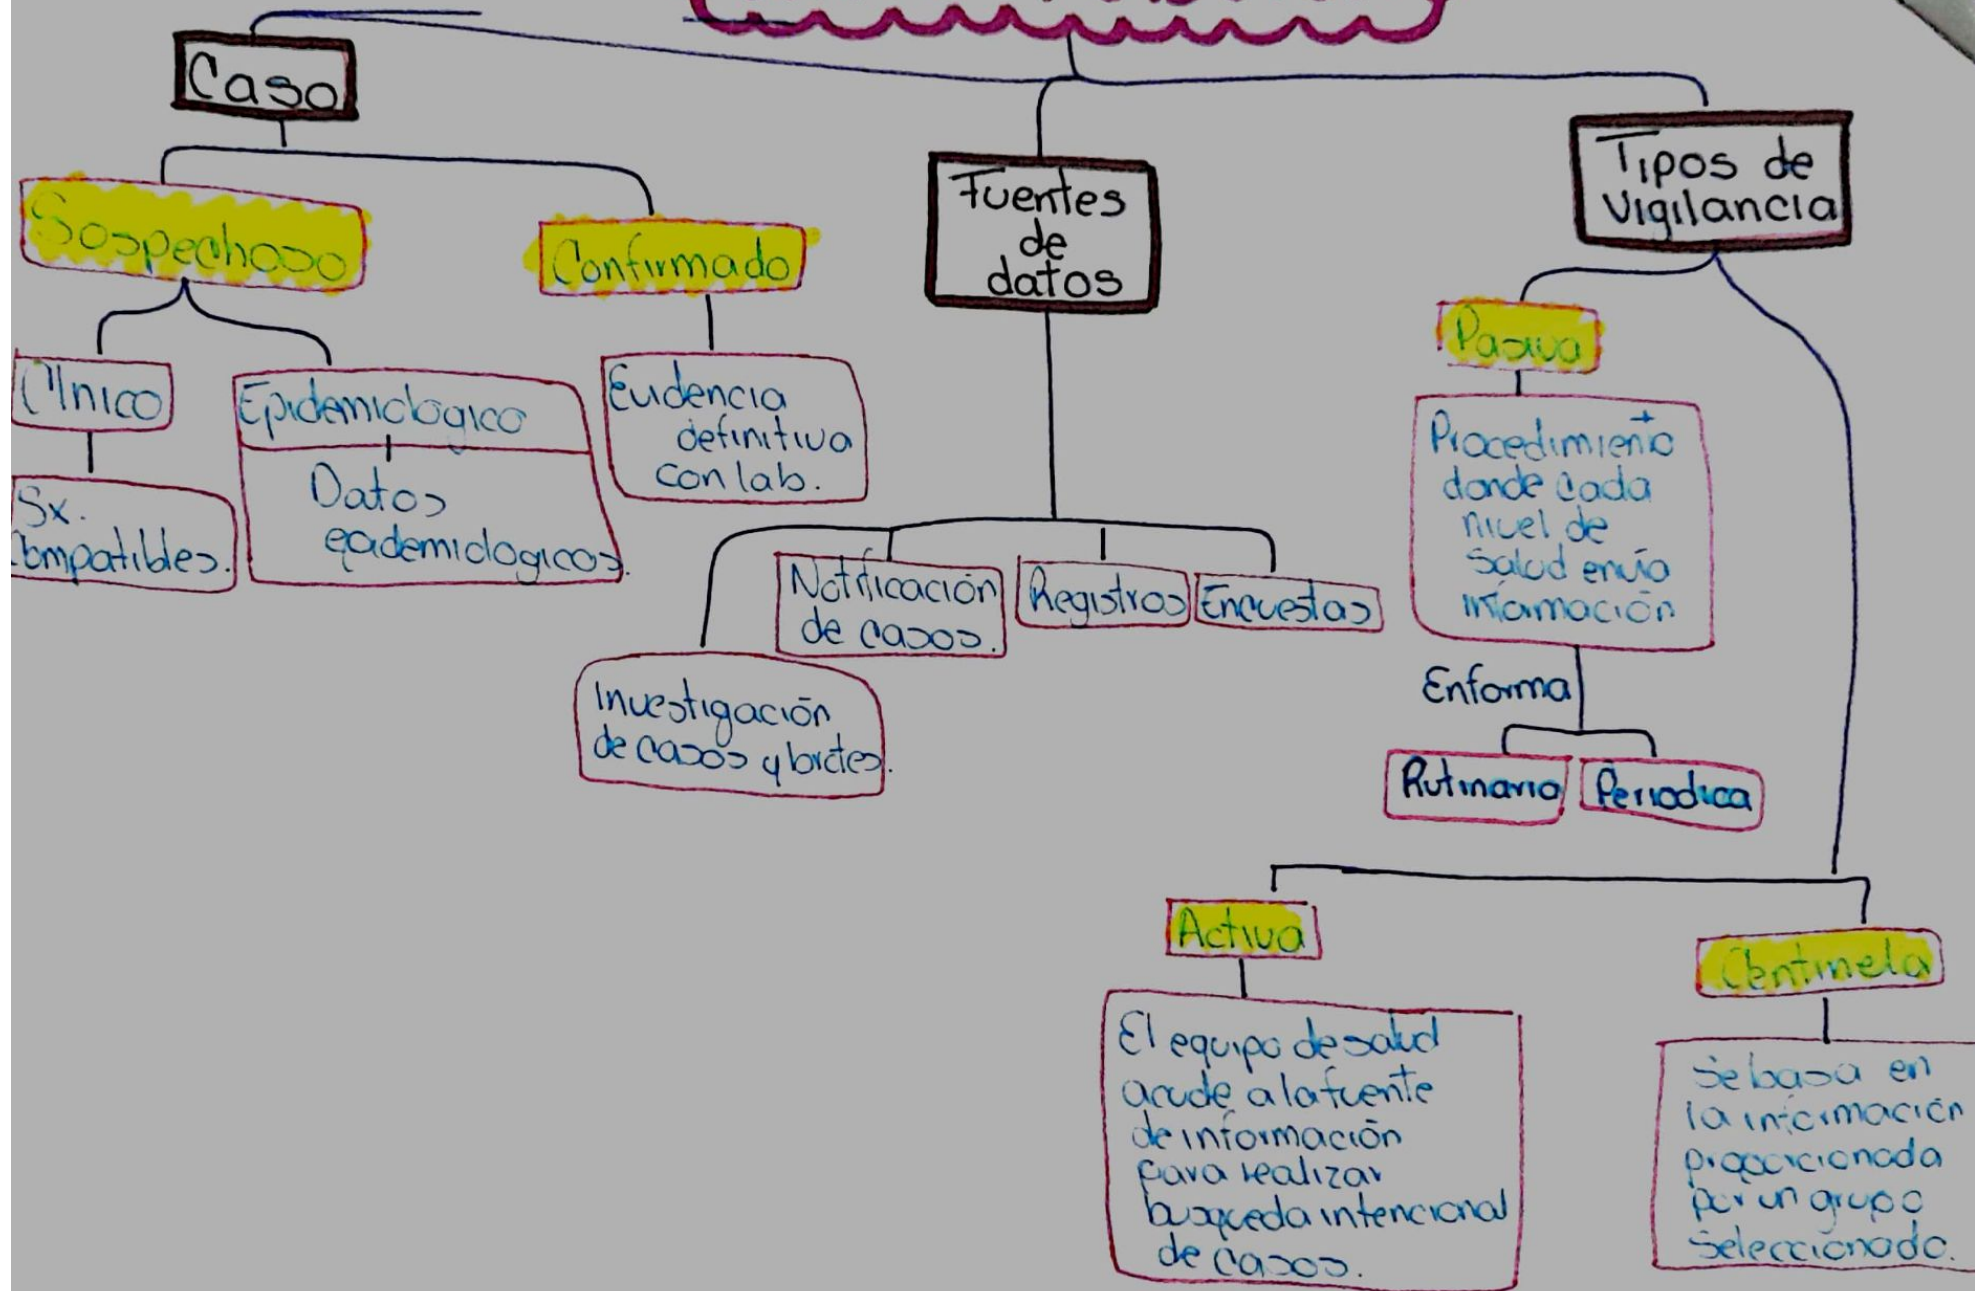 Caso
Sospechoso
Confirmado
Clínico
Epidemiologico
Sx.
Compatibles.
Datos
epidemiologicos.
Evidencia
definitiva
con lab.
Fuentes
de
datos
Investigación
de casos y brotes.
Notificación
de casos.
Registros
Encuestas
Tipos de
Vigilancia
Pasiva
Procedimiento
donde cada
nivel de
Salud envía
información
Enforma
Rutinario
Periodica
Activa
El equipo de salud
acude a la fuente
de información
para realizar
busqueda intencional
de casos.
Centinela
Se basa en
la información
proporcionada
por un grupo
Seleccionado.